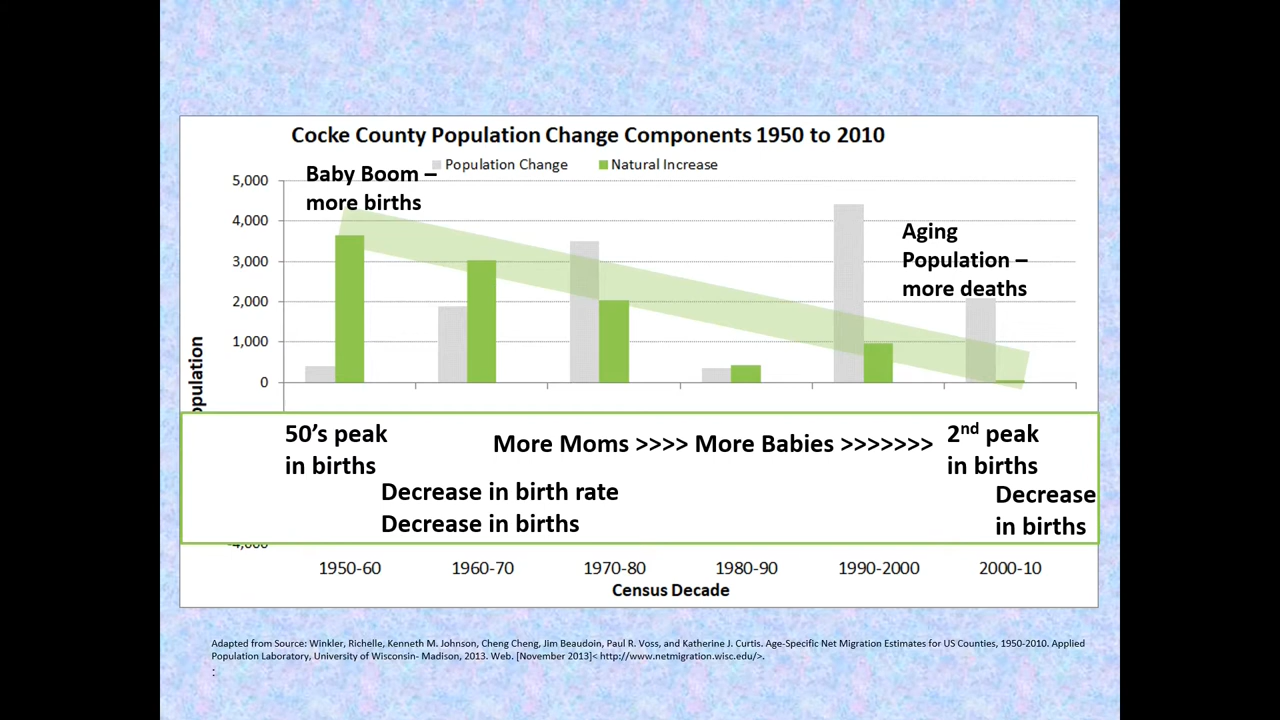 Cocke County Population Change Components 1950 to 2010
Population Change
Natural Increase
Baby Boom –
more births
5,000
4,000
3,000
2,000
1,000
0
Aging
Population –
more deaths
50's peak
in births
More Moms >>>> More Babies >>>>>>>
2nd peak
in births
Decrease in birth rate
Decrease in births
Decrease
in births
-4,000
1950-60
1960-70
1970-80
1980-90
1990-2000
2000-10
Census Decade
Adapted from Source: Winkler, Richelle, Kenneth M. Johnson, Cheng Cheng, Jim Beaudoin, Paul R. Voss, and Katherine J. Curtis. Age-Specific Net Migration Estimates for US Counties, 1950-2010. Applied
Population Laboratory, University of Wisconsin- Madison, 2013. Web. [November 2013]< http://www.netmigration.wisc.edu/>.
: